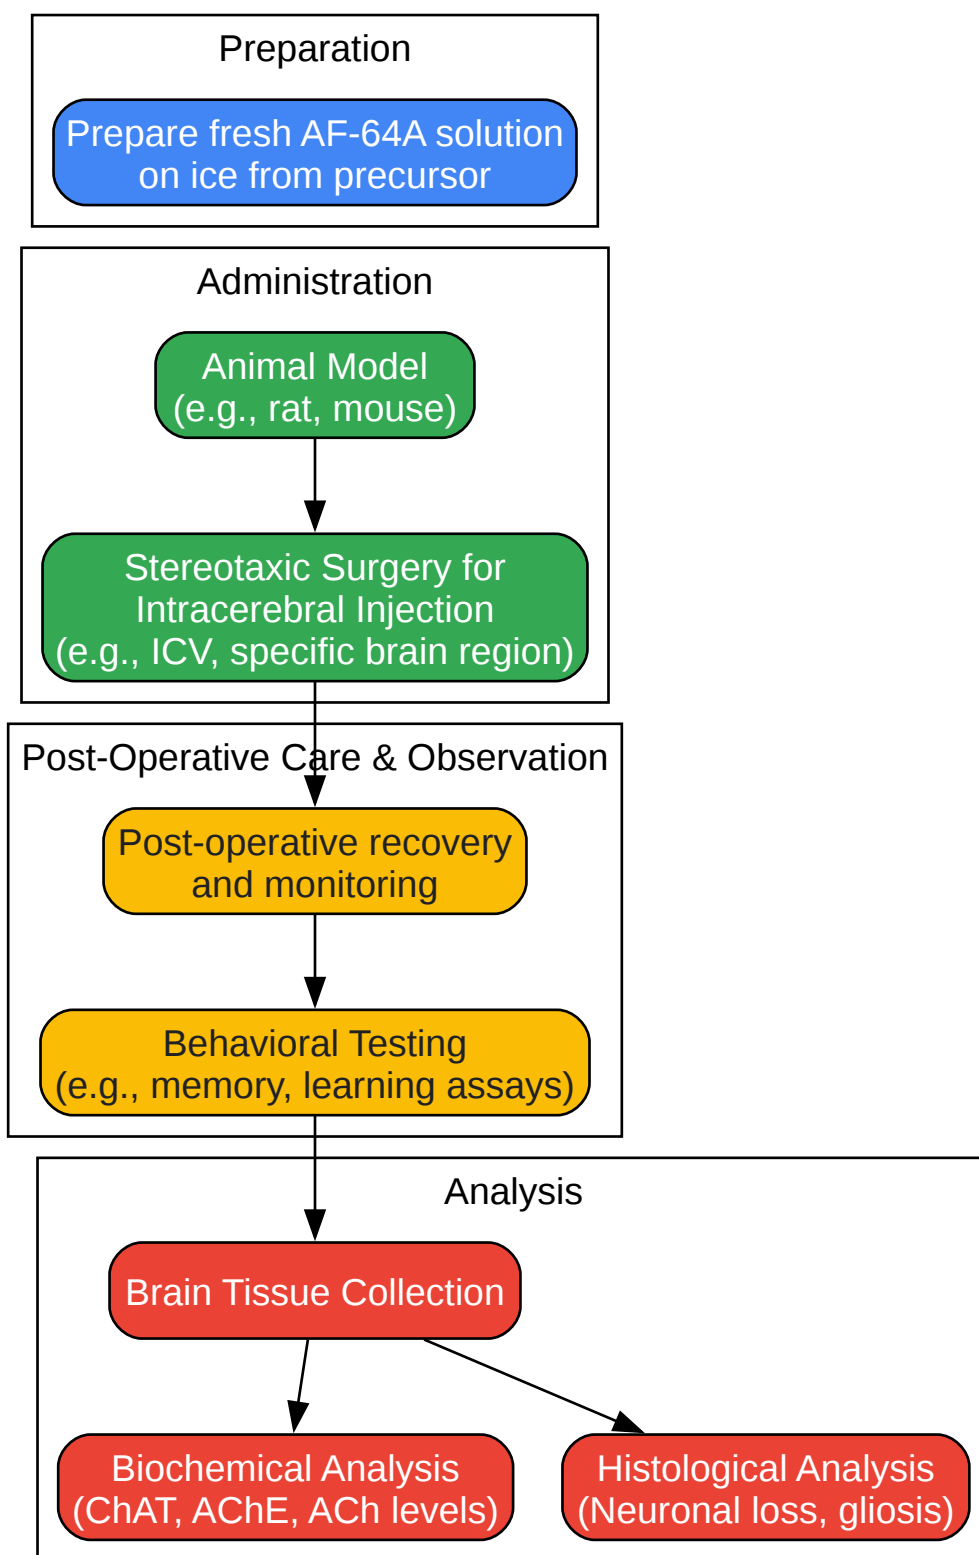 Preparation
Prepare fresh AF-64A solution
on ice from precursor
Administration
Animal Model
(e.g., rat, mouse)
Stereotaxic Surgery for
Intracerebral Injection
(e.g., ICV, specific brain region)
Post-Operative Care & Observation
Post-operative recovery
and monitoring
Behavioral Testing
(e.g., memory, learning assays)
Analysis
Brain Tissue Collection
Biochemical Analysis
(ChAT, AChE, ACh levels)
Histological Analysis
(Neuronal loss, gliosis)